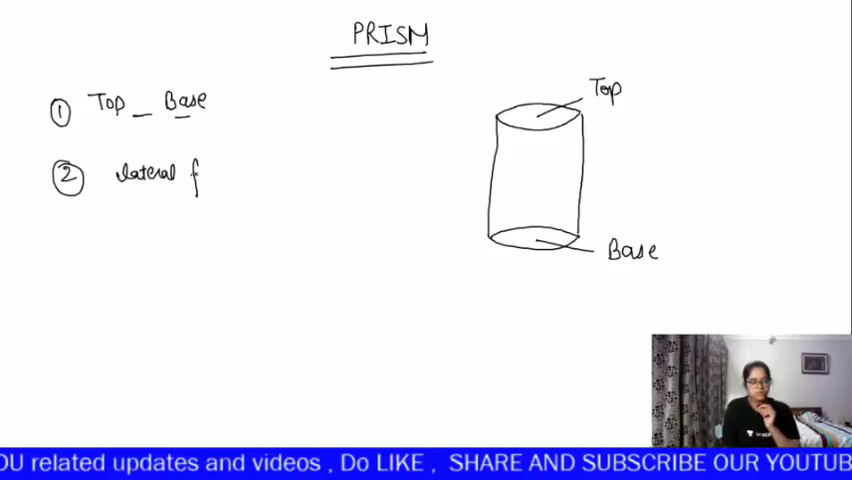 PRISM
① Top _ Base
② lateral f
Top
Base
OU related updates and videos , Do LIKE , SHARE AND SUBSCRIBE OUR YOUTUB